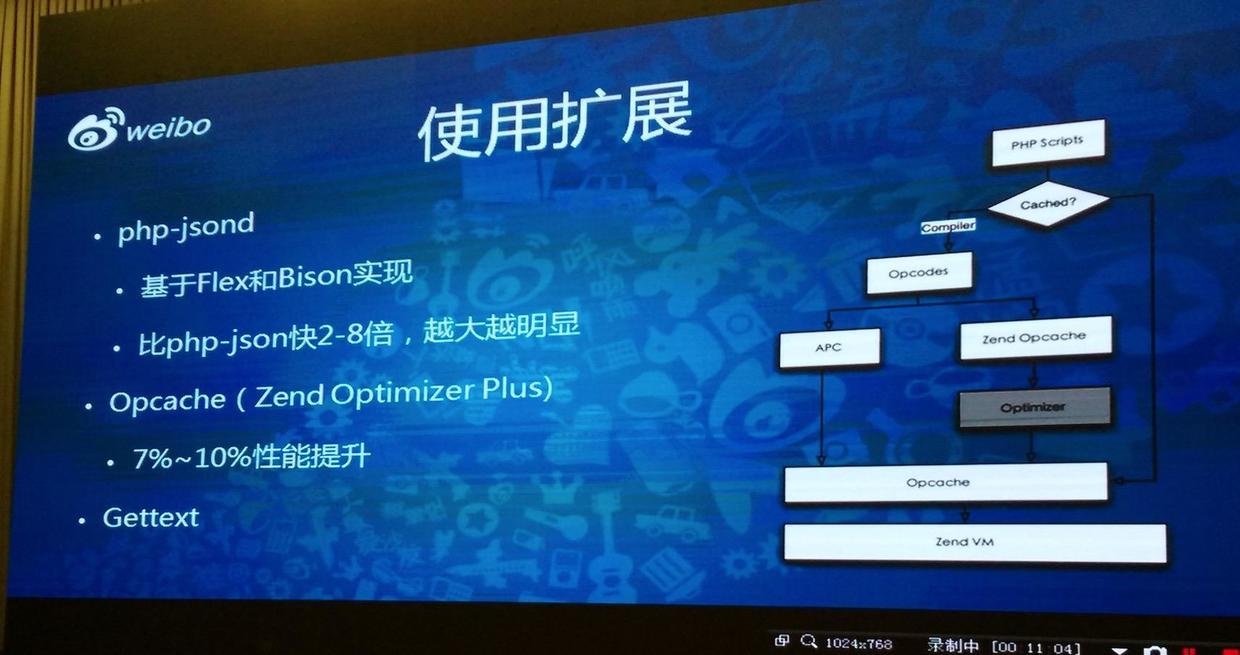 weibo
使用扩展
php-jsond
基于Flex和Bison实现
比php-json快2-8倍，越大越明显
Opcache（Zend Optimizer Plus）
7%~10%性能提升
Gettext
PHP Scripts
Cached?
Compiler
Opcodes
APC
Zend Opcache
Optimizer
Opcache
Zend VM
1024x768 录制中 [00 11:04]